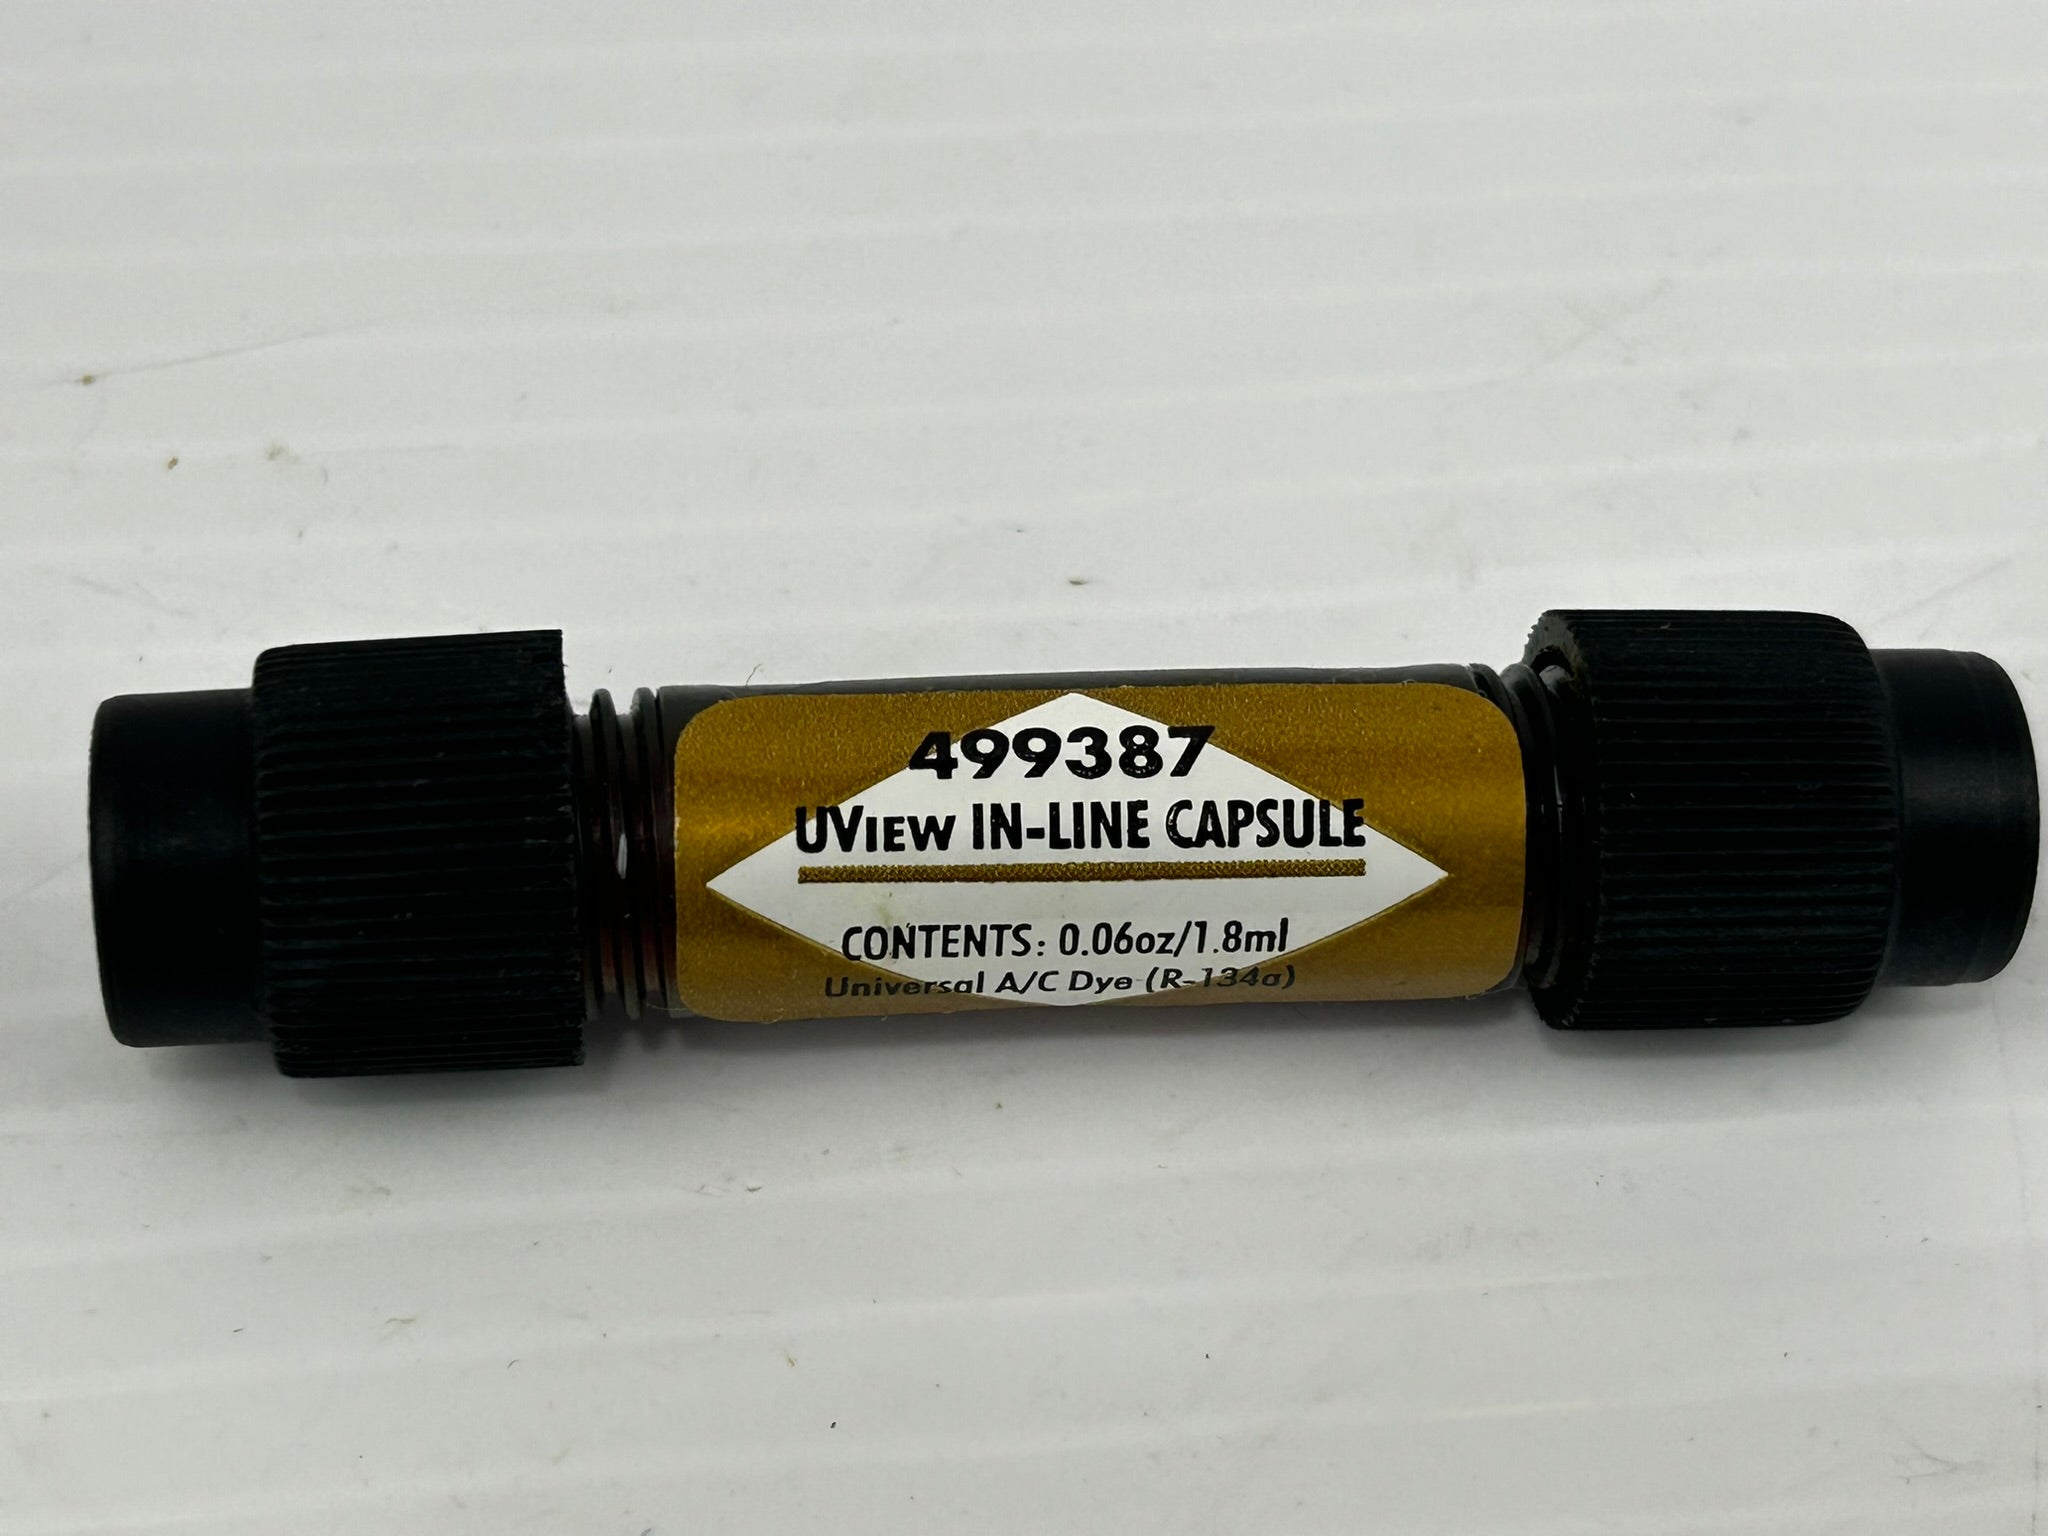 499387
UVIEW IN-LINE CAPSULE
CONTENTS: 0.06oz/1.8ml
Universal A/C Dye (R-134a)